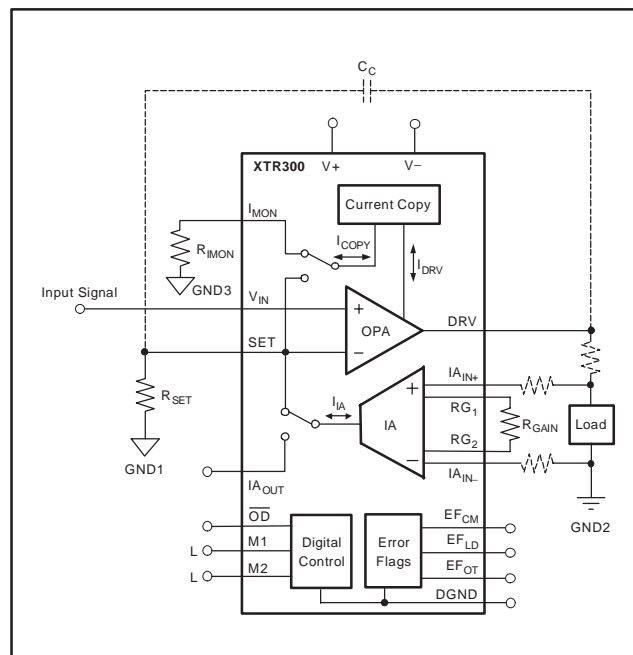 C_C
V+
V−
XTR300
I_MON
Current Copy
R_IMON
I_COPY
I_DRV
GND3
Input Signal
V_IN
+
OPA
DRV
SET
−
IA_IN+
R_SET
I_IA
+
RG_1
IA
R_GAIN
Load
RG_2
GND1
−
IA_IN−
IA_OUT
GND2
OD
EF_CM
L
M1
Digital
Control
Error
Flags
EF_LD
L
M2
EF_OT
DGND